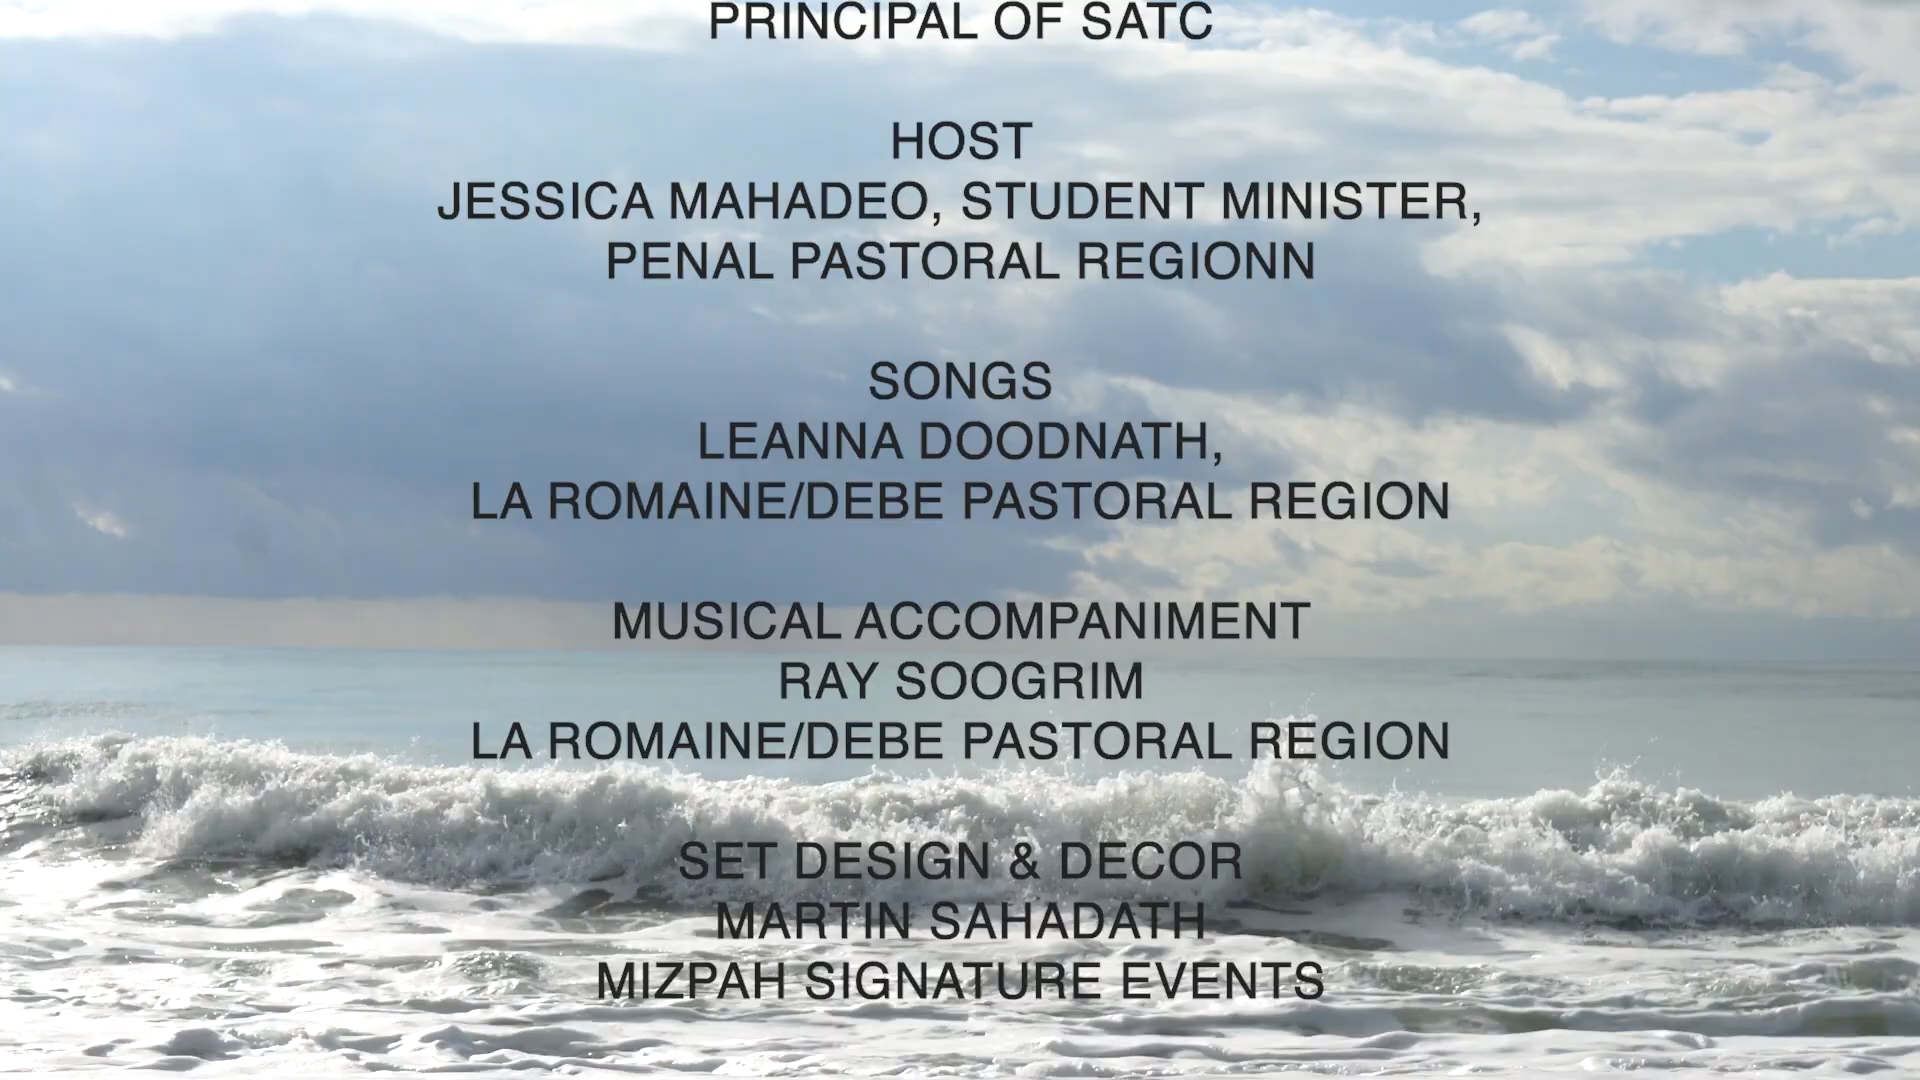 PRINCIPAL OF SATC
HOST
JESSICA MAHADEO, STUDENT MINISTER,
PENAL PASTORAL REGIONN
SONGS
LEANNA DOODNATH,
LA ROMAINE/DEBE PASTORAL REGION
MUSICAL ACCOMPANIMENT
RAY SOOGRIM
LA ROMAINE/DEBE PASTORAL REGION
SET DESIGN & DECOR
MARTIN SAHADATH
MIZPAH SIGNATURE EVENTS